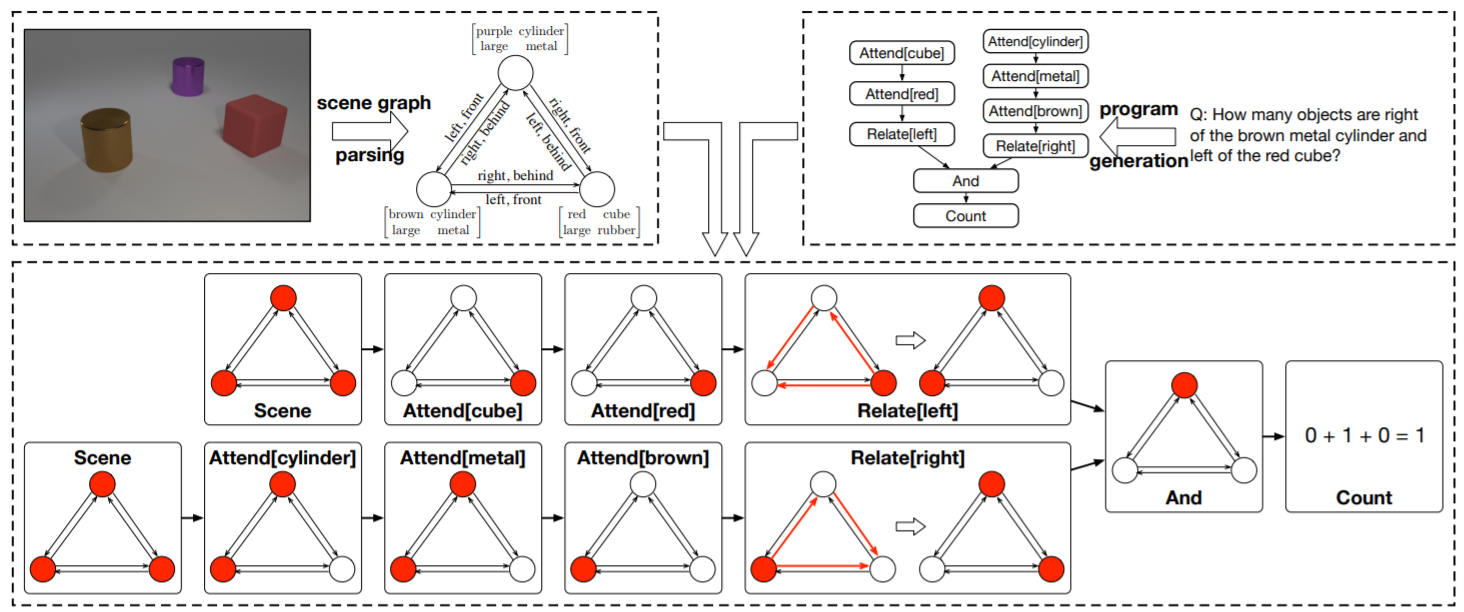 purple cylinder
large metal
scene graph
parsing
left, front
right, behind
right, front
left, behind
right, behind
left, front
brown cylinder
large metal
red cube
large rubber
Attend[cube]
Attend[red]
Relate[left]
Attend[cylinder]
Attend[metal]
Attend[brown]
Relate[right]
And
Count
program
generation
Q: How many objects are right
of the brown metal cylinder and
left of the red cube?
Scene
Attend[cube]
Attend[red]
Relate[left]
Scene
Attend[cylinder]
Attend[metal]
Attend[brown]
Relate[right]
And
0 + 1 + 0 = 1
Count